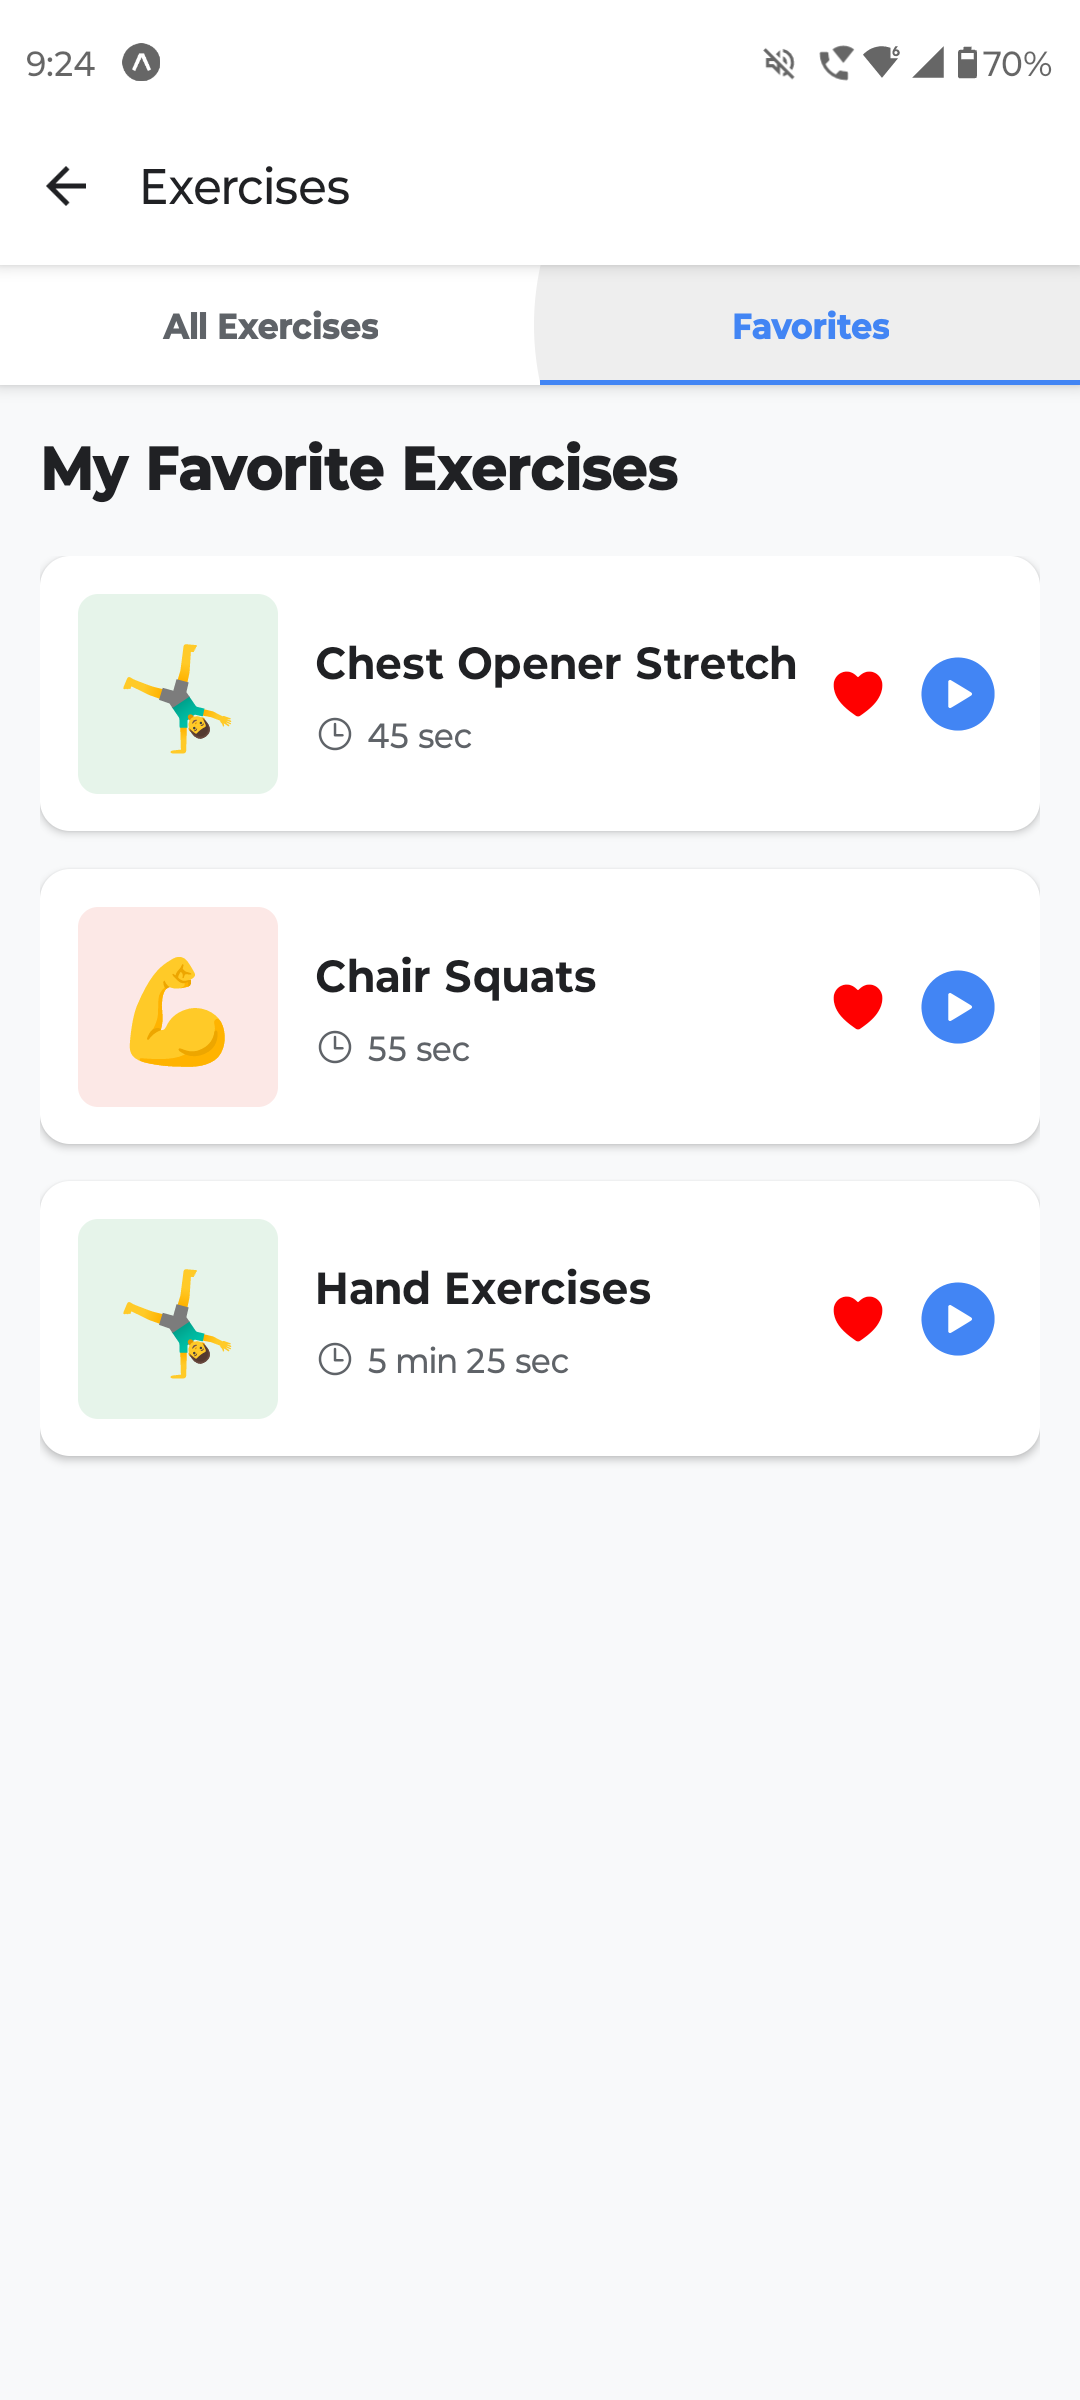 9:24
70%
Exercises
All Exercises
Favorites
My Favorite Exercises
Chest Opener Stretch
45 sec
Chair Squats
55 sec
Hand Exercises
5 min 25 sec